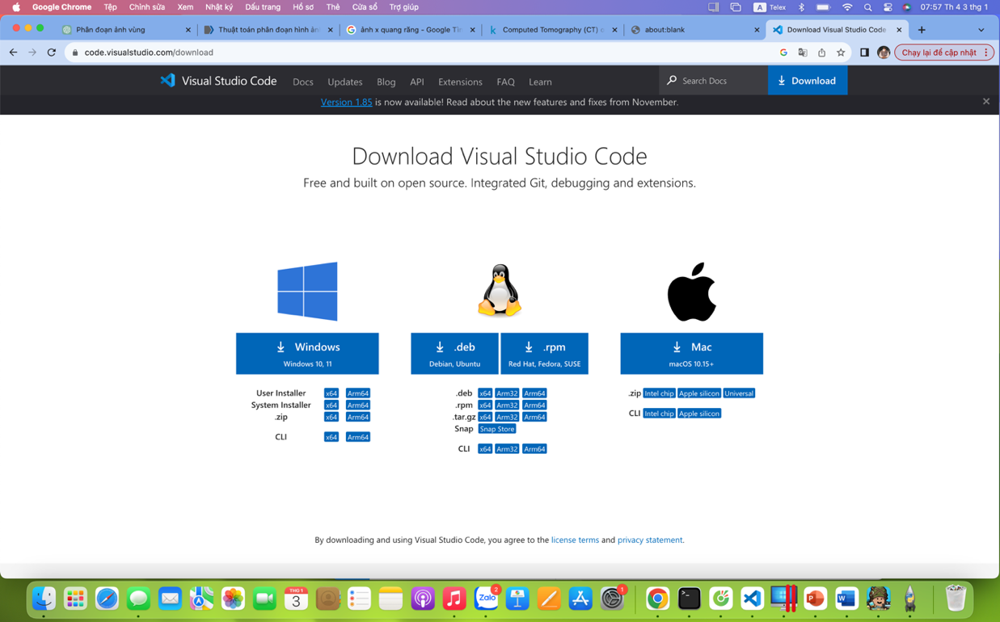 Google Chrome Tệp Chỉnh sửa Xem Nhật ký Dấu trang Hồ sơ Thẻ Cửa sổ Trợ giúp A Telex 07:57 Th 4 3 thg 1
Phân đoạn ảnh vùng Thuật toán phân đoạn hình ản ảnh x quang răng – Google Tìm Computed Tomography (CT) about:blank Download Visual Studio Code
code.visualstudio.com/download Chạy lại để cập nhật
Visual Studio Code Docs Updates Blog API Extensions FAQ Learn Search Docs Download
Version 1.85 is now available! Read about the new features and fixes from November.
Download Visual Studio Code
Free and built on open source. Integrated Git, debugging and extensions.
Windows
Windows 10, 11
User Installer x64 Arm64
System Installer x64 Arm64
.zip x64 Arm64
CLI x64 Arm64
.deb
Debian, Ubuntu
.rpm
Red Hat, Fedora, SUSE
.deb x64 Arm32 Arm64
.rpm x64 Arm32 Arm64
.tar.gz x64 Arm32 Arm64
Snap Snap Store
CLI x64 Arm32 Arm64
Mac
macOS 10.15+
.zip Intel chip Apple silicon Universal
CLI Intel chip Apple silicon
By downloading and using Visual Studio Code, you agree to the license terms and privacy statement.
THG 1
3
Zalo
2
1